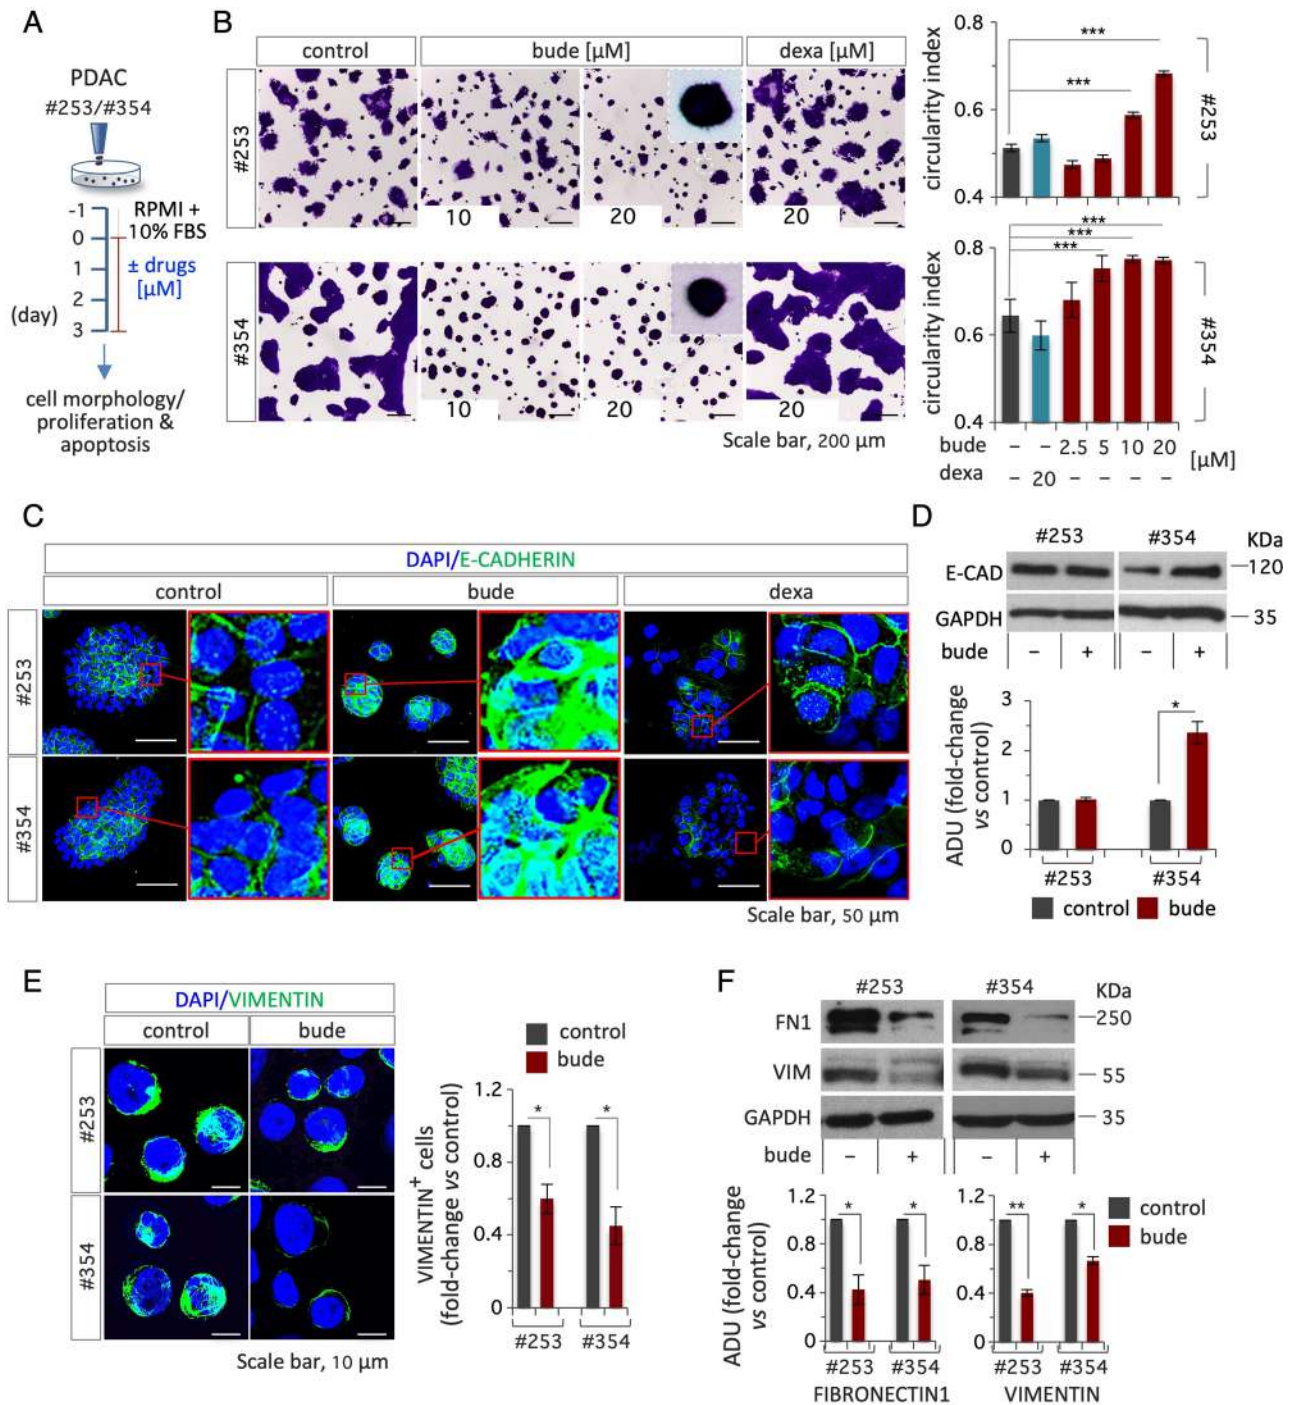 A
PDAC
#253/#354
-1
0
1
2
3
(day)
RPMI +
10% FBS
± drugs
[µM]
cell morphology/
proliferation &
apoptosis
B
control
bude [µM]
dexa [µM]
#253
10
20
20
#354
10
20
20
Scale bar, 200 µm
circularity index
0.8
0.6
0.4
***
***
#253
circularity index
0.8
0.6
0.4
***
***
***
#354
bude – – 2.5 5 10 20 [µM]
dexa – 20 – – – –
C
DAPI/E-CADHERIN
control
bude
dexa
#253
#354
Scale bar, 50 µm
D
#253
#354
KDa
E-CAD
120
GAPDH
35
bude – + – +
ADU (fold-change
vs control)
3
2
1
0
*
#253
#354
control
bude
E
DAPI/VIMENTIN
control
bude
#253
#354
Scale bar, 10 µm
control
bude
VIMENTIN+ cells
(fold-change vs control)
1.2
0.8
0.4
0
*
*
#253
#354
F
#253
#354
KDa
FN1
250
VIM
55
GAPDH
35
bude – + – +
ADU (fold-change
vs control)
1.2
0.8
0.4
0
*
*
#253
#354
FIBRONECTIN1
1.2
0.8
0.4
0
**
*
#253
#354
VIMENTIN
control
bude